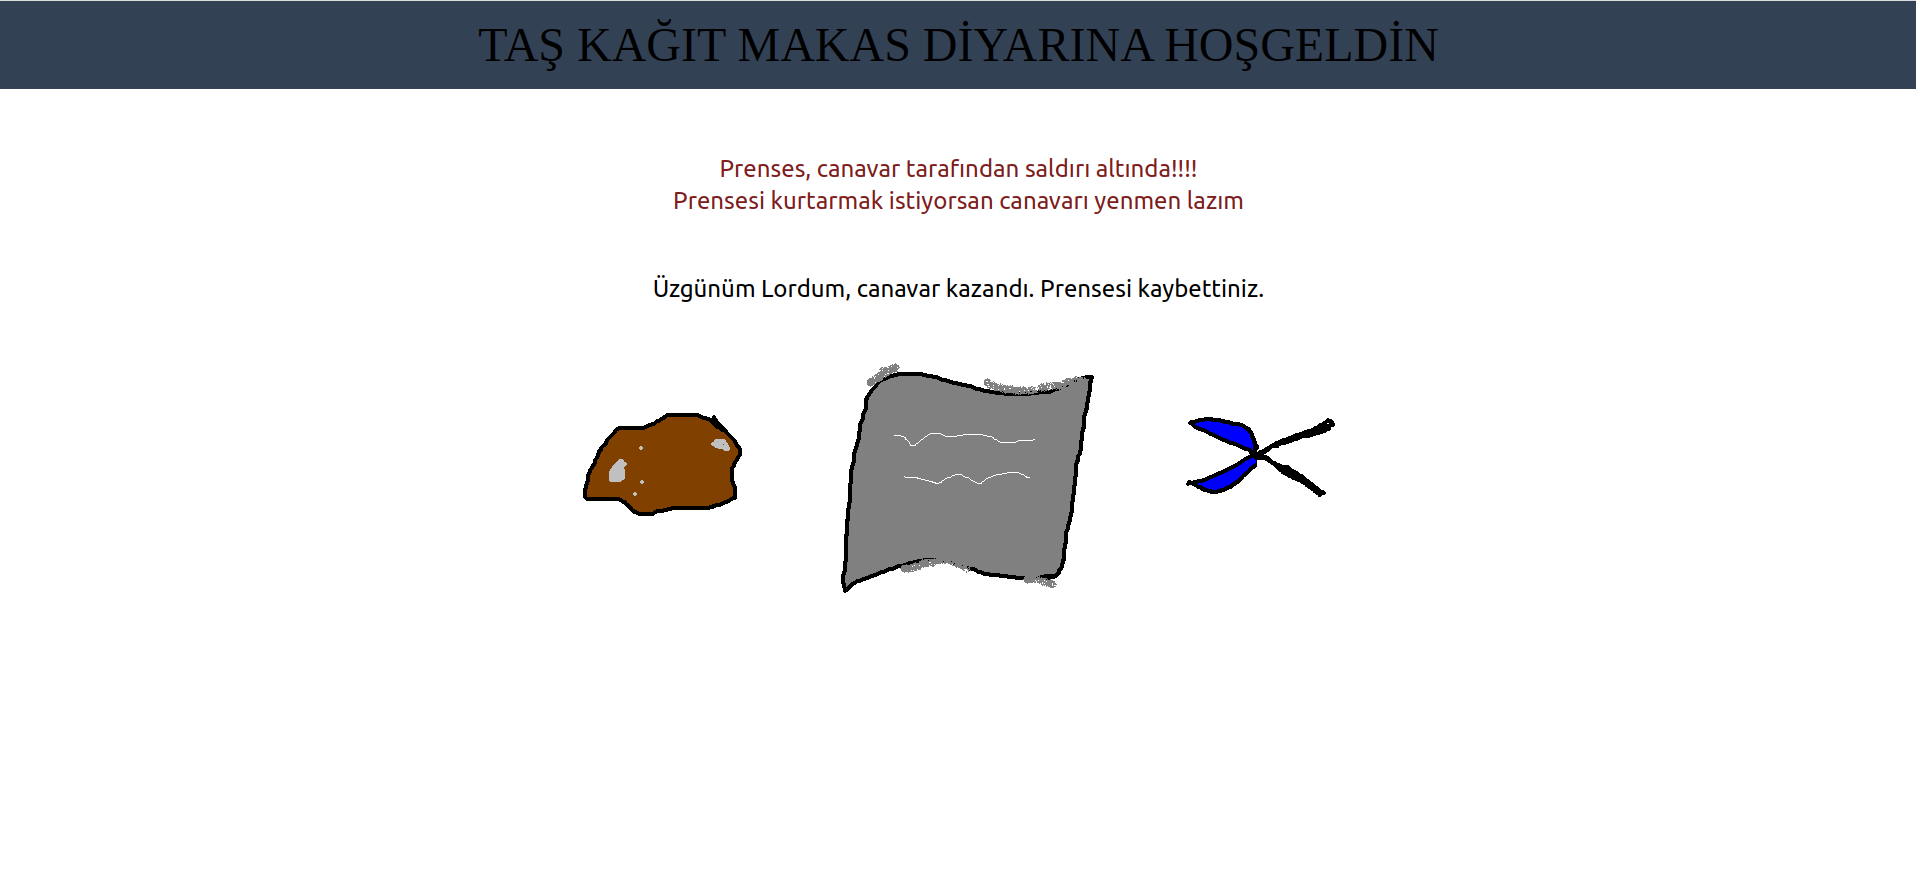 TAŞ KAĞIT MAKAS DİYARINA HOŞGELDİN
Prenses, canavar tarafından saldırı altında!!!!
Prensesi kurtarmak istiyorsan canavarı yenmen lazım
Üzgünüm Lordum, canavar kazandı. Prensesi kaybettiniz.